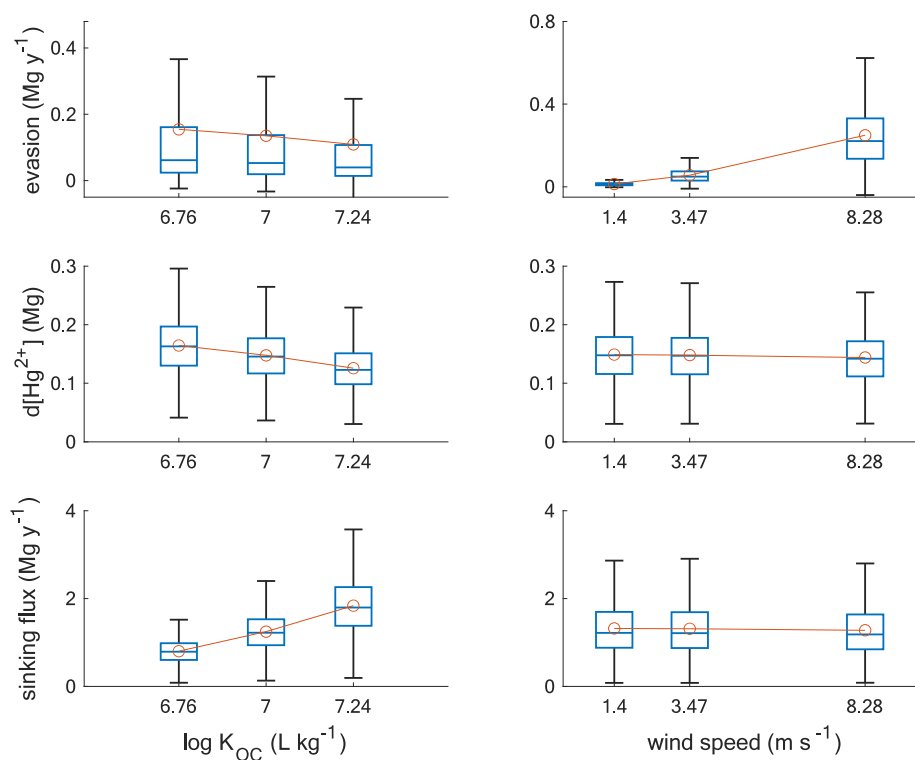 evasion (Mg y⁻¹)
0.4
0.2
0
6.76 7 7.24
0.8
0.4
0
1.4 3.47 8.28
d[Hg²⁺] (Mg)
0.3
0.2
0.1
0
6.76 7 7.24
0.3
0.2
0.1
0
1.4 3.47 8.28
sinking flux (Mg y⁻¹)
4
2
0
6.76 7 7.24
log K_OC (L kg⁻¹)
4
2
0
1.4 3.47 8.28
wind speed (m s⁻¹)